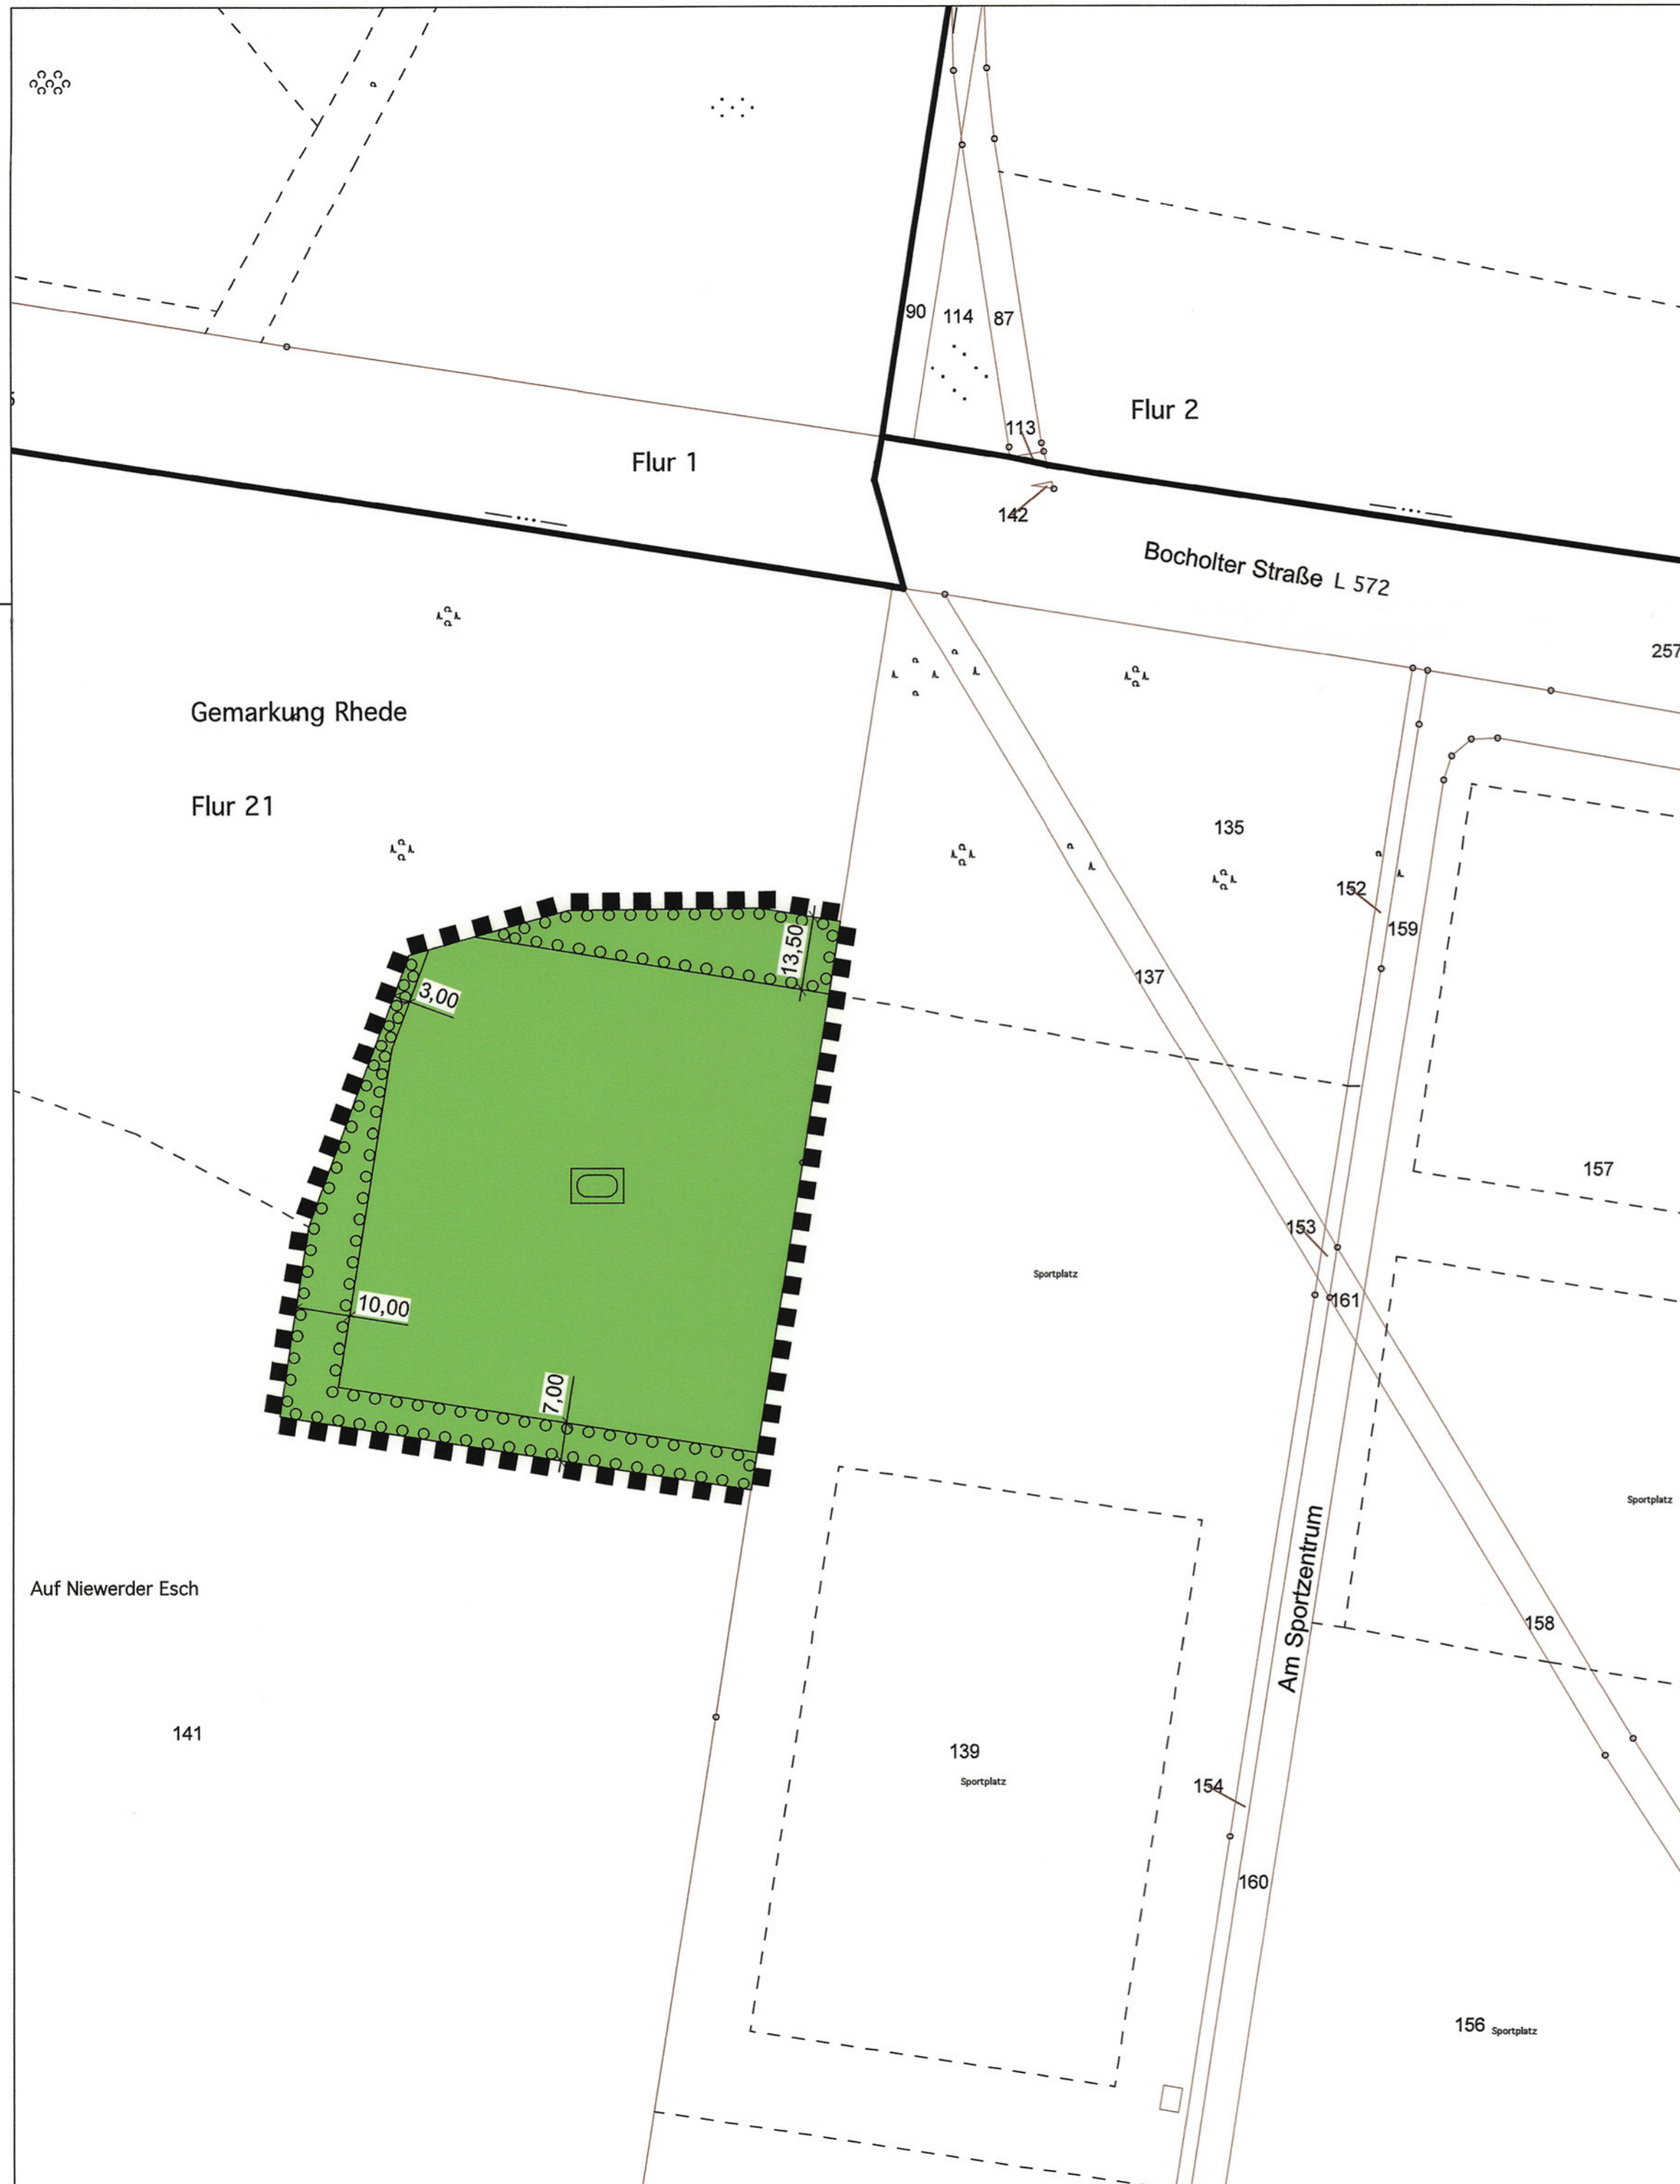 90
114
87
113
Flur 2
Flur 1
142
Bocholter Straße L 572
257
Gemarkung Rhede
Flur 21
135
152
159
13,50
3,00
137
157
153
161
Sportplatz
10,00
7,00
Sportplatz
Am Sportzentrum
Auf Niewerder Esch
158
141
139
Sportplatz
154
160
156 Sportplatz